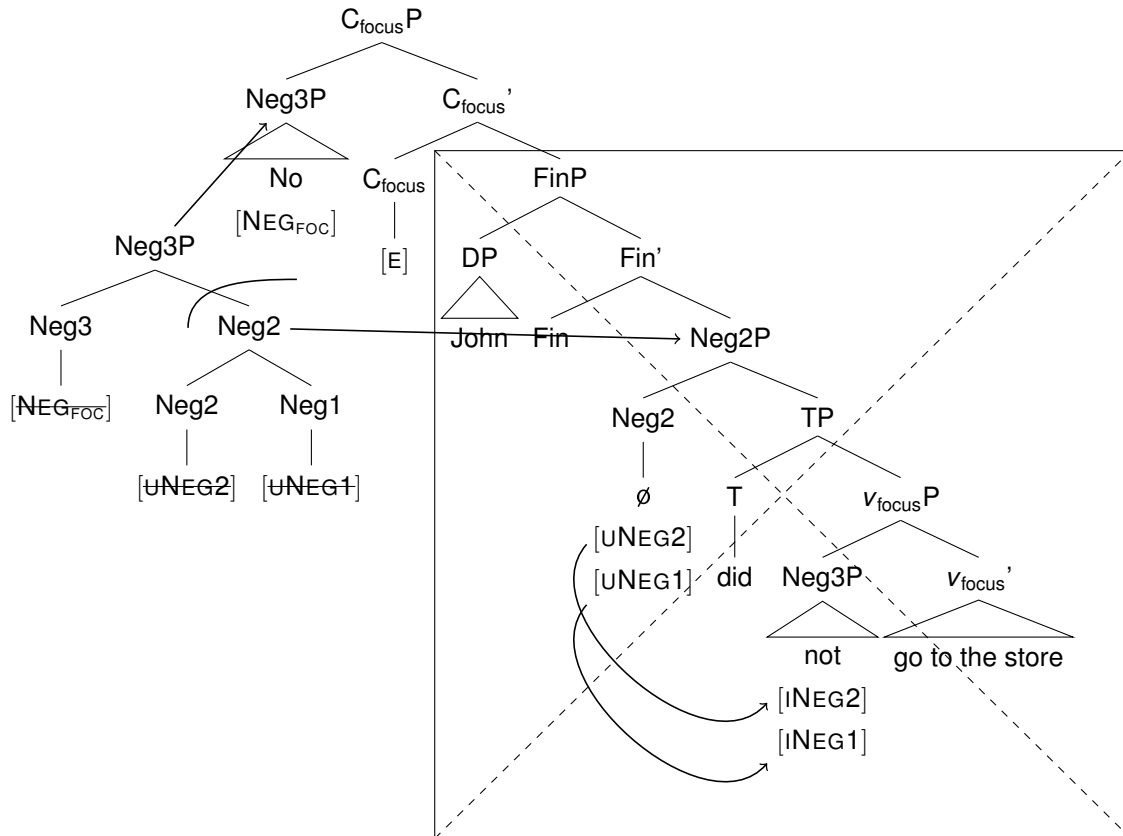 C_focusP
Neg3P C_focus’
No C_focus FinP
[NEG_FOC]
Neg3P [E] DP Fin’
Neg3 Neg2 John Fin Neg2P
[NEG_FOC] Neg2 Neg1 Neg2 TP
[UNEG2] [UNEG1] ø T v_focusP
[UNEG2]
[UNEG1] did Neg3P v_focus’
not go to the store
[INEG2]
[INEG1]